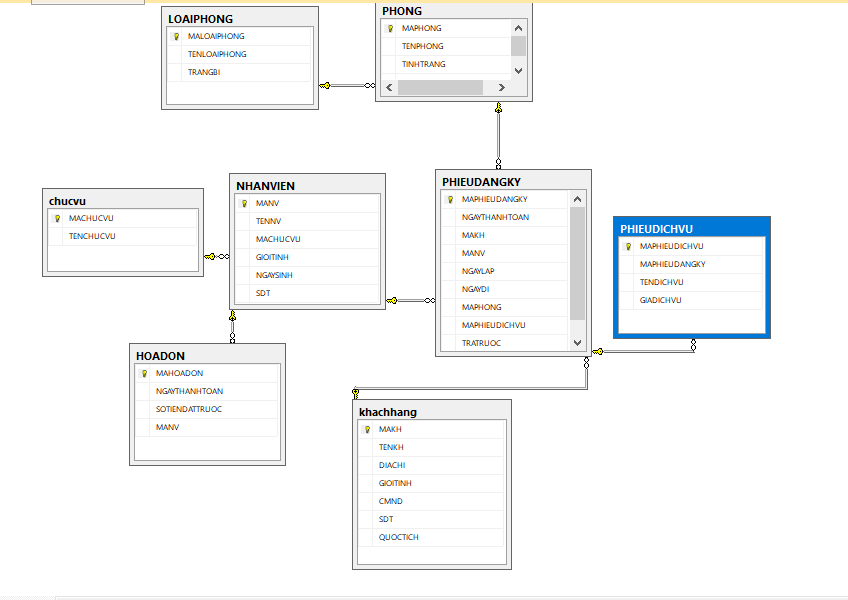 LOAIPHONG
MALOAIPHONG
TENLOAIPHONG
TRANGBI
PHONG
MAPHONG
TENPHONG
TINHTRANG
chucvu
MACHUCVU
TENCHUCVU
NHANVIEN
MANV
TENNV
MACHUCVU
GIOITINH
NGAYSINH
SDT
PHIEUDANGKY
MAPHIEUDANGKY
NGAYTHANHTOAN
MAKH
MANV
NGAYLAP
NGAYDI
MAPHONG
MAPHIEUDICHVU
TRATRUOC
PHIEUDICHVU
MAPHIEUDICHVU
MAPHIEUDANGKY
TENDICHVU
GIADICHVU
HOADON
MAHOADON
NGAYTHANHTOAN
SOTIENDATTRUOC
MANV
khachhang
MAKH
TENKH
DIACHI
GIOITINH
CMND
SDT
QUOCTICH